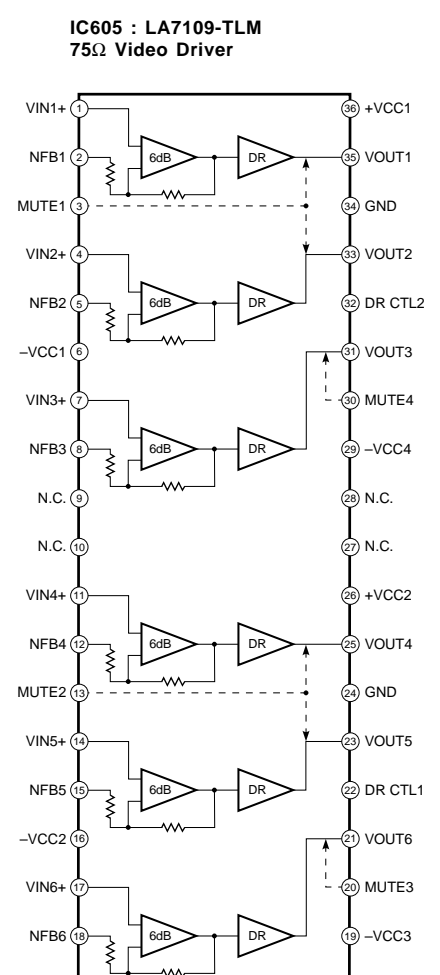 IC605 : LA7109-TLM
75Ω Video Driver
VIN1+ 1 36 +VCC1
NFB1 2 6dB DR 35 VOUT1
MUTE1 3 34 GND
VIN2+ 4 33 VOUT2
NFB2 5 6dB DR 32 DR CTL2
–VCC1 6 31 VOUT3
VIN3+ 7 30 MUTE4
NFB3 8 6dB DR 29 –VCC4
N.C. 9 28 N.C.
N.C. 10 27 N.C.
VIN4+ 11 26 +VCC2
NFB4 12 6dB DR 25 VOUT4
MUTE2 13 24 GND
VIN5+ 14 23 VOUT5
NFB5 15 6dB DR 22 DR CTL1
–VCC2 16 21 VOUT6
VIN6+ 17 20 MUTE3
NFB6 18 6dB DR 19 –VCC3